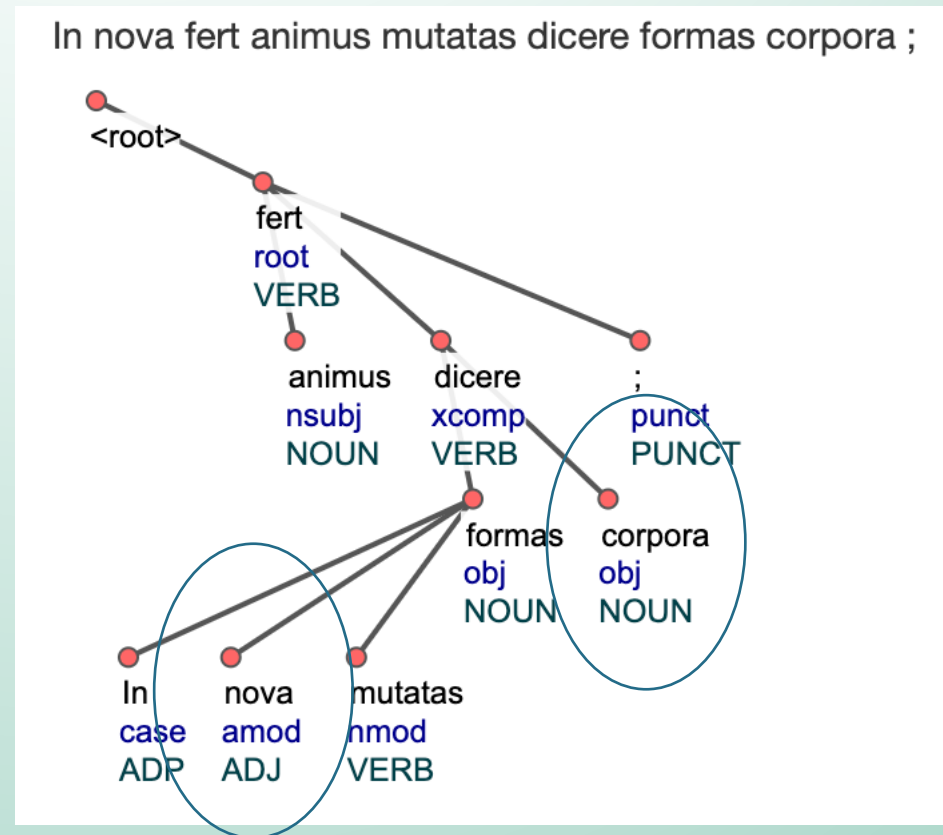 In nova fert animus mutatas dicere formas corpora ;
<root>
fert
root
VERB
animus dicere ;
nsubj xcomp punct
NOUN VERB PUNCT
formas corpora
obj obj
NOUN NOUN
In nova mutatas
case amod nmod
ADP ADJ VERB